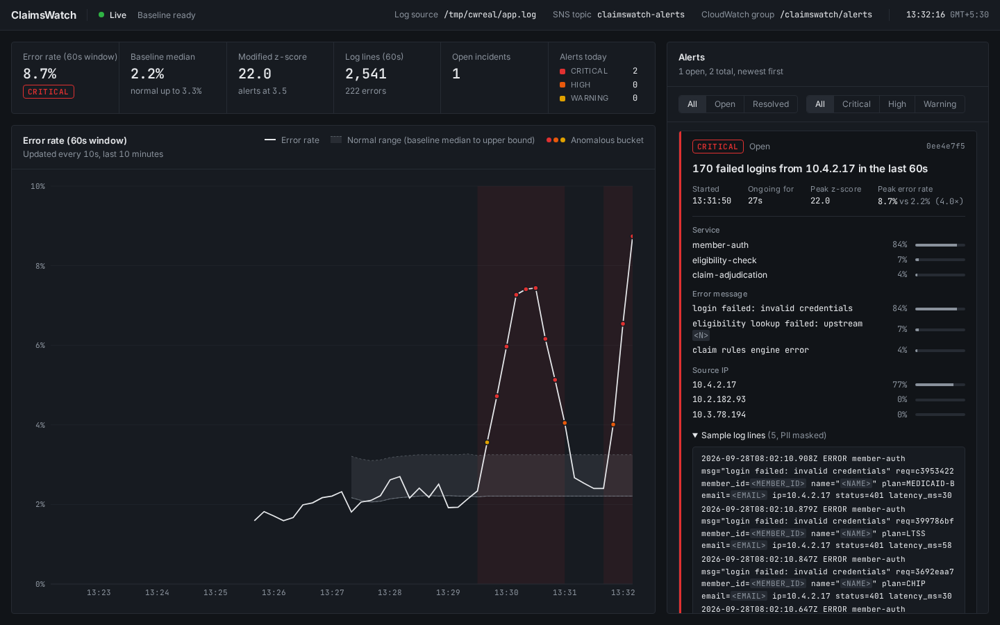 ClaimsWatch
Live
Baseline ready
Log source /tmp/cwreal/app.log
SNS topic claimswatch-alerts
CloudWatch group /claimswatch/alerts
13:32:16 GMT+5:30
Error rate (60s window)
8.7%
CRITICAL
Baseline median
2.2%
normal up to 3.3%
Modified z-score
22.0
alerts at 3.5
Log lines (60s)
2,541
222 errors
Open incidents
1
Alerts today
CRITICAL 2
HIGH 0
WARNING 0
Error rate (60s window)
Updated every 10s, last 10 minutes
Error rate
Normal range (baseline median to upper bound)
Anomalous bucket
10%
8%
6%
4%
2%
0%
13:23 13:24 13:25 13:26 13:27 13:28 13:29 13:30 13:31 13:32
Alerts
1 open, 2 total, newest first
All Open Resolved
All Critical High Warning
CRITICAL Open 0ee4e7f5
170 failed logins from 10.4.2.17 in the last 60s
Started Ongoing for Peak z-score Peak error rate
13:31:50 27s 22.0 8.7% vs 2.2% (4.0×)
Service
member-auth 84%
eligibility-check 7%
claim-adjudication 4%
Error message
login failed: invalid credentials 84%
eligibility lookup failed: upstream
<N> 7%
claim rules engine error 4%
Source IP
10.4.2.17 77%
10.2.182.93 0%
10.3.78.194 0%
▼ Sample log lines (5, PII masked)
2026-09-28T08:02:10.908Z ERROR member-auth
msg="login failed: invalid credentials" req=c3953422
member_id=<MEMBER_ID> name="<NAME>" plan=MEDICAID-B
email=<EMAIL> ip=10.4.2.17 status=401 latency_ms=30
2026-09-28T08:02:10.879Z ERROR member-auth
msg="login failed: invalid credentials" req=399786bf
member_id=<MEMBER_ID> name="<NAME>" plan=LTSS
email=<EMAIL> ip=10.4.2.17 status=401 latency_ms=58
2026-09-28T08:02:10.847Z ERROR member-auth
msg="login failed: invalid credentials" req=3692eaa7
member_id=<MEMBER_ID> name="<NAME>" plan=CHIP
email=<EMAIL> ip=10.4.2.17 status=401 latency_ms=30
2026-09-28T08:02:10.647Z ERROR member-auth